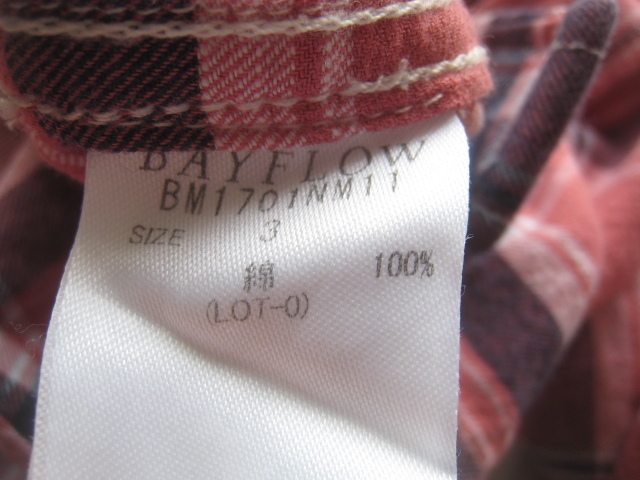 BAYFLOW
BM1701NM11
SIZE 3
綿 100%
(LOT-0)